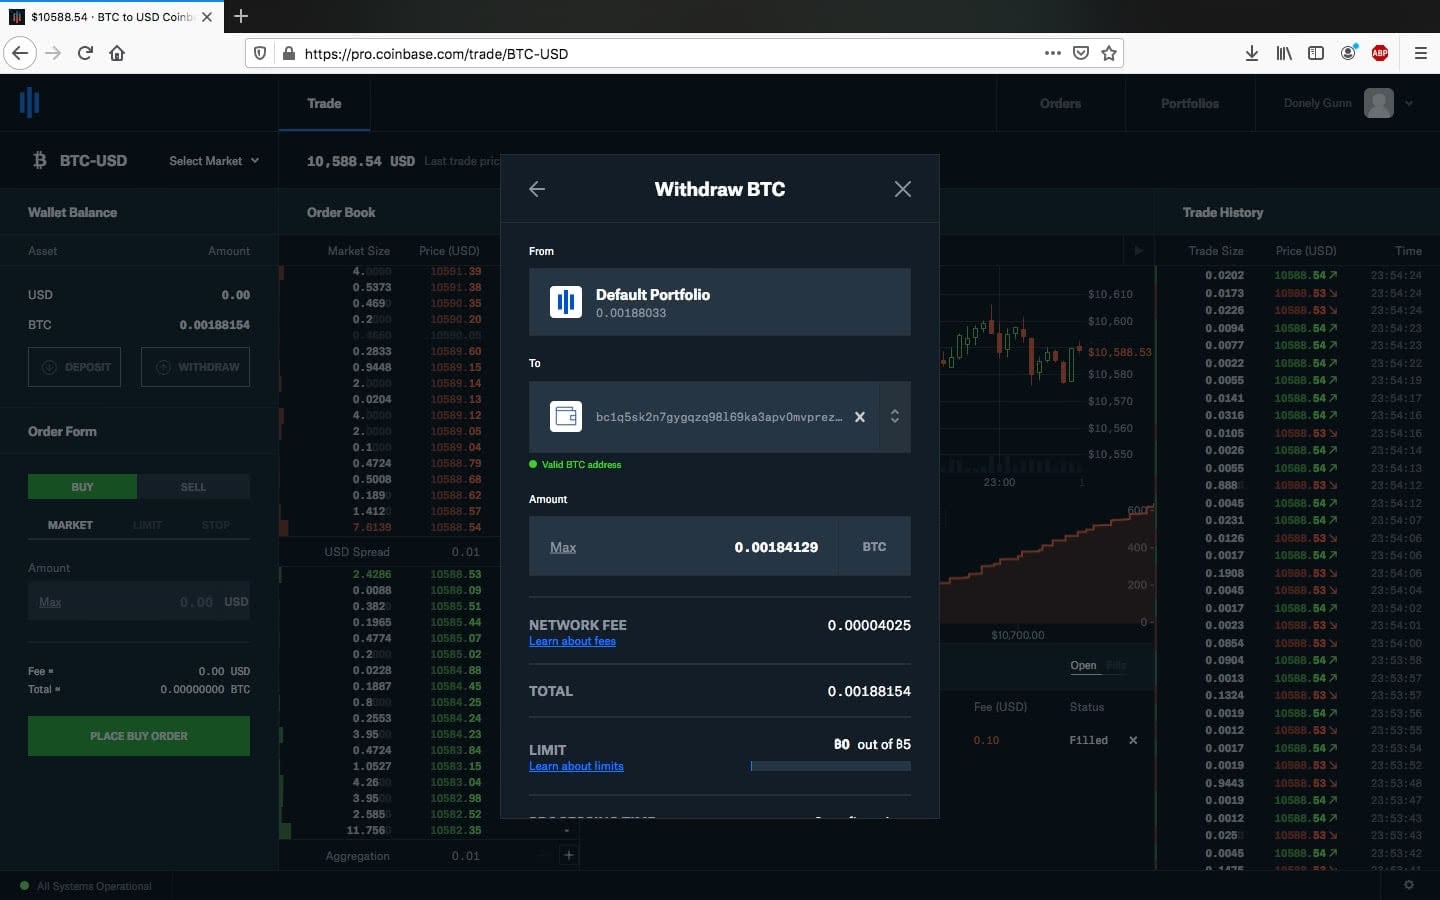 $10588.54 · BTC to USD Coinb
https://pro.coinbase.com/trade/BTC-USD
ABP
Trade
Orders
Portfolios
Donely Gunn
BTC-USD
Select Market
10,588.54 USD Last trade pric
Wallet Balance
Asset Amount
USD 0.00
BTC 0.00188154
DEPOSIT
WITHDRAW
Order Form
BUY
SELL
MARKET LIMIT STOP
Amount
Max 0.00 USD
Fee ≈ 0.00 USD
Total ≈ 0.00000000 BTC
PLACE BUY ORDER
All Systems Operational
Order Book
Market Size Price (USD)
4.0000 10591.39
0.5373 10591.38
0.4690 10590.35
0.2000 10590.20
0.2833 10589.60
0.9448 10589.15
2.0000 10589.14
0.0204 10589.13
4.0000 10589.12
2.0000 10589.05
0.1000 10589.04
0.4724 10588.79
0.5008 10588.68
0.1890 10588.62
1.4120 10588.57
7.6139 10588.54
USD Spread 0.01
2.4286 10588.53
0.0088 10588.09
0.3820 10585.51
0.1965 10585.44
0.4774 10585.07
0.2000 10585.02
0.0228 10584.88
0.1887 10584.45
0.8000 10584.25
0.2553 10584.24
3.9500 10584.23
0.4724 10583.84
1.0527 10583.15
4.2600 10583.04
3.9500 10582.98
2.5850 10582.52
11.7560 10582.35
Aggregation 0.01
Withdraw BTC
From
Default Portfolio
0.00188033
To
bc1q5sk2n7gygqzq98l69ka3apv0mvprez…
Valid BTC address
Amount
Max 0.00184129 BTC
NETWORK FEE 0.00004025
Learn about fees
TOTAL 0.00188154
LIMIT ₿0 out of ₿5
Learn about limits
$10,610
$10,600
$10,588.53
$10,580
$10,570
$10,560
$10,550
23:00
600
400
200
0
$10,700.00
Open Fills
Fee (USD) Status
0.10 Filled
Trade History
Trade Size Price (USD) Time
0.0202 10588.54 23:54:24
0.0173 10588.53 23:54:24
0.0226 10588.53 23:54:24
0.0094 10588.54 23:54:23
0.0077 10588.54 23:54:23
0.0022 10588.54 23:54:22
0.0055 10588.54 23:54:19
0.0141 10588.54 23:54:17
0.0316 10588.54 23:54:16
0.0105 10588.53 23:54:16
0.0026 10588.54 23:54:14
0.0055 10588.54 23:54:13
0.888 10588.53 23:54:12
0.0045 10588.54 23:54:12
0.0231 10588.54 23:54:07
0.0126 10588.53 23:54:06
0.0017 10588.54 23:54:06
0.1908 10588.53 23:54:06
0.0045 10588.53 23:54:04
0.0017 10588.54 23:54:02
0.0023 10588.53 23:54:01
0.0854 10588.53 23:54:00
0.0904 10588.54 23:53:58
0.0013 10588.54 23:53:57
0.1324 10588.53 23:53:57
0.0019 10588.54 23:53:56
0.0012 10588.53 23:53:55
0.0017 10588.54 23:53:54
0.0019 10588.53 23:53:52
0.9443 10588.53 23:53:48
0.0019 10588.54 23:53:47
0.0012 10588.54 23:53:43
0.025 10588.53 23:53:43
0.0045 10588.54 23:53:42